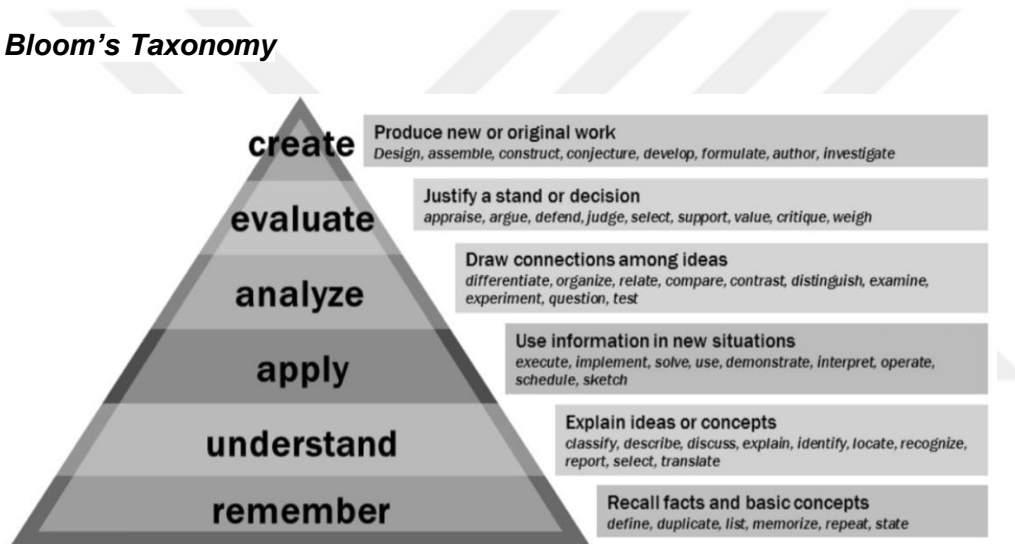 Bloom's Taxonomy
create
Produce new or original work
Design, assemble, construct, conjecture, develop, formulate, author, investigate
evaluate
Justify a stand or decision
appraise, argue, defend, judge, select, support, value, critique, weigh
analyze
Draw connections among ideas
differentiate, organize, relate, compare, contrast, distinguish, examine,
experiment, question, test
apply
Use information in new situations
execute, implement, solve, use, demonstrate, interpret, operate,
schedule, sketch
understand
Explain ideas or concepts
classify, describe, discuss, explain, identify, locate, recognize,
report, select, translate
remember
Recall facts and basic concepts
define, duplicate, list, memorize, repeat, state